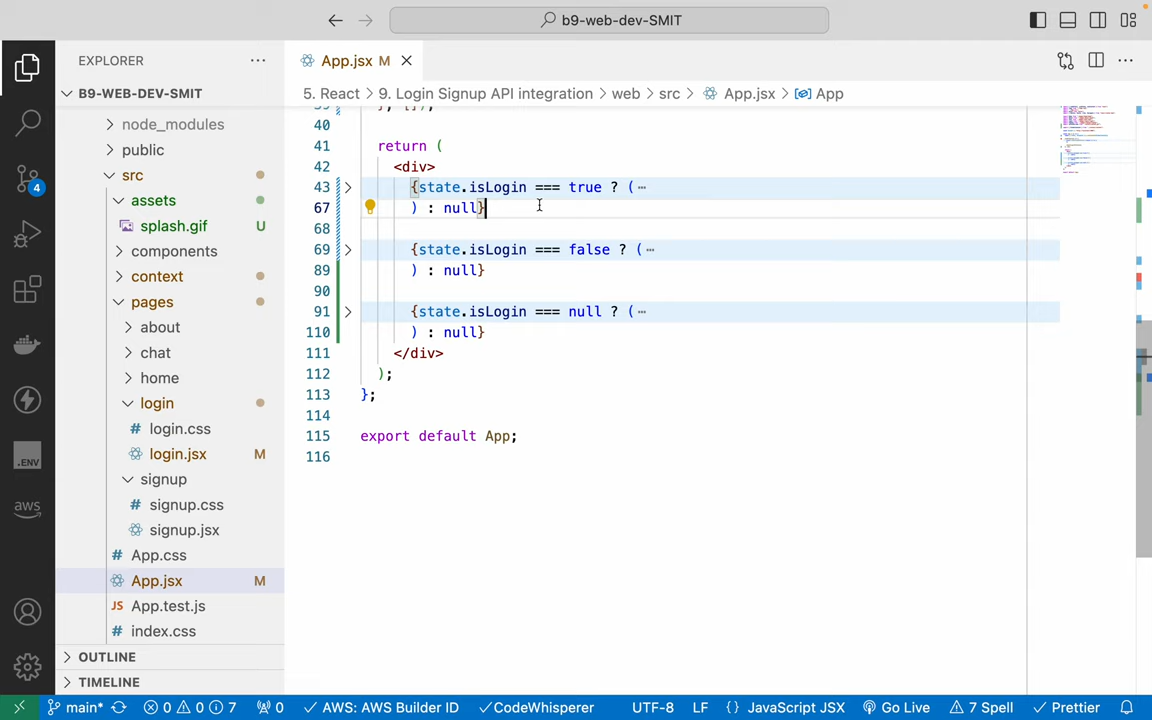 b9-web-dev-SMIT
EXPLORER
App.jsx M
B9-WEB-DEV-SMIT
5. React > 9. Login Signup API integration > web > src > App.jsx > App
node_modules
public
src
assets
splash.gif U
components
context
pages
about
chat
home
login
login.css
login.jsx M
signup
signup.css
signup.jsx
App.css
App.jsx M
App.test.js
index.css
OUTLINE
TIMELINE
40
41 return (
42 <div>
43 {state.isLogin === true ? ( ···
67 ) : null}
68
69 {state.isLogin === false ? ( ···
89 ) : null}
90
91 {state.isLogin === null ? ( ···
110 ) : null}
111 </div>
112 );
113 };
114
115 export default App;
116
4
.ENV
aws
main* 0 0 7 0 AWS: AWS Builder ID CodeWhisperer UTF-8 LF {} JavaScript JSX Go Live 7 Spell Prettier